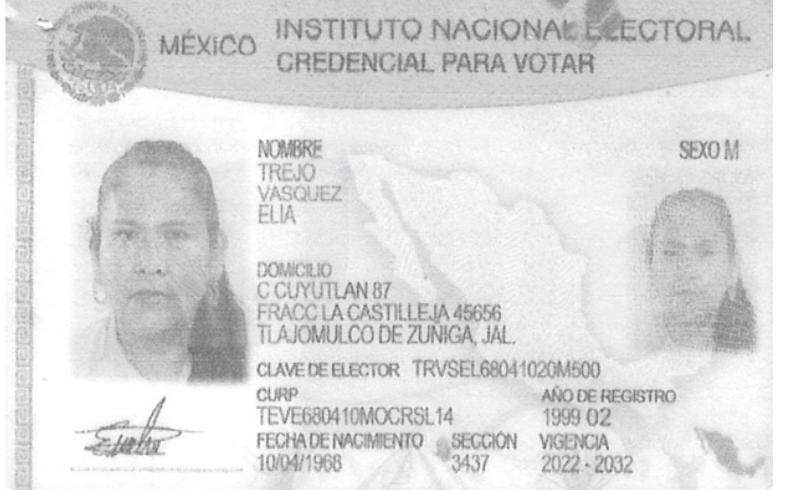 MÉXICO
INSTITUTO NACIONAL ELECTORAL
CREDENCIAL PARA VOTAR
NOMBRE
TREJO
VASQUEZ
ELIA
SEXO M
DOMICILIO
C CUYUTLAN 87
FRACC LA CASTILLEJA 45656
TLAJOMULCO DE ZUÑIGA, JAL.
CLAVE DE ELECTOR TRVSEL68041020M500
CURP
TEVE680410MOCRSL14
AÑO DE REGISTRO
1999 02
FECHA DE NACIMIENTO
10/04/1968
SECCIÓN
3437
VIGENCIA
2022 - 2032